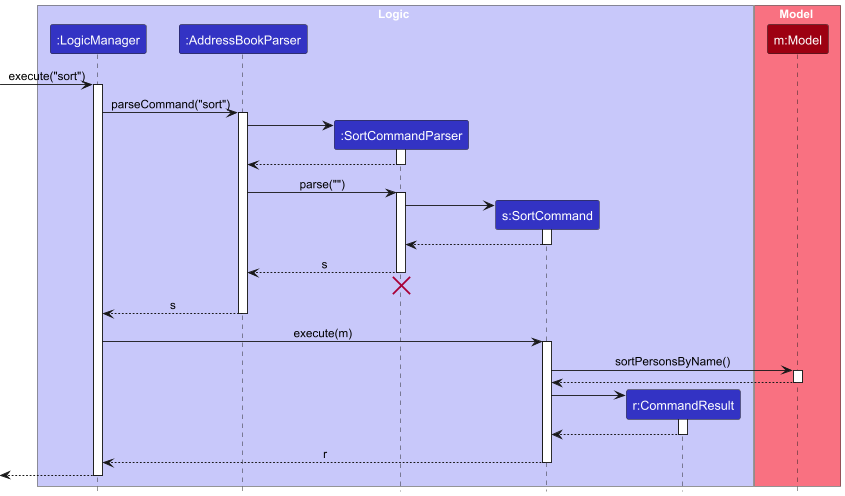 Logic
Model
:LogicManager
:AddressBookParser
m:Model
execute("sort")
parseCommand("sort")
:SortCommandParser
parse("")
s:SortCommand
s
s
execute(m)
sortPersonsByName()
r:CommandResult
r